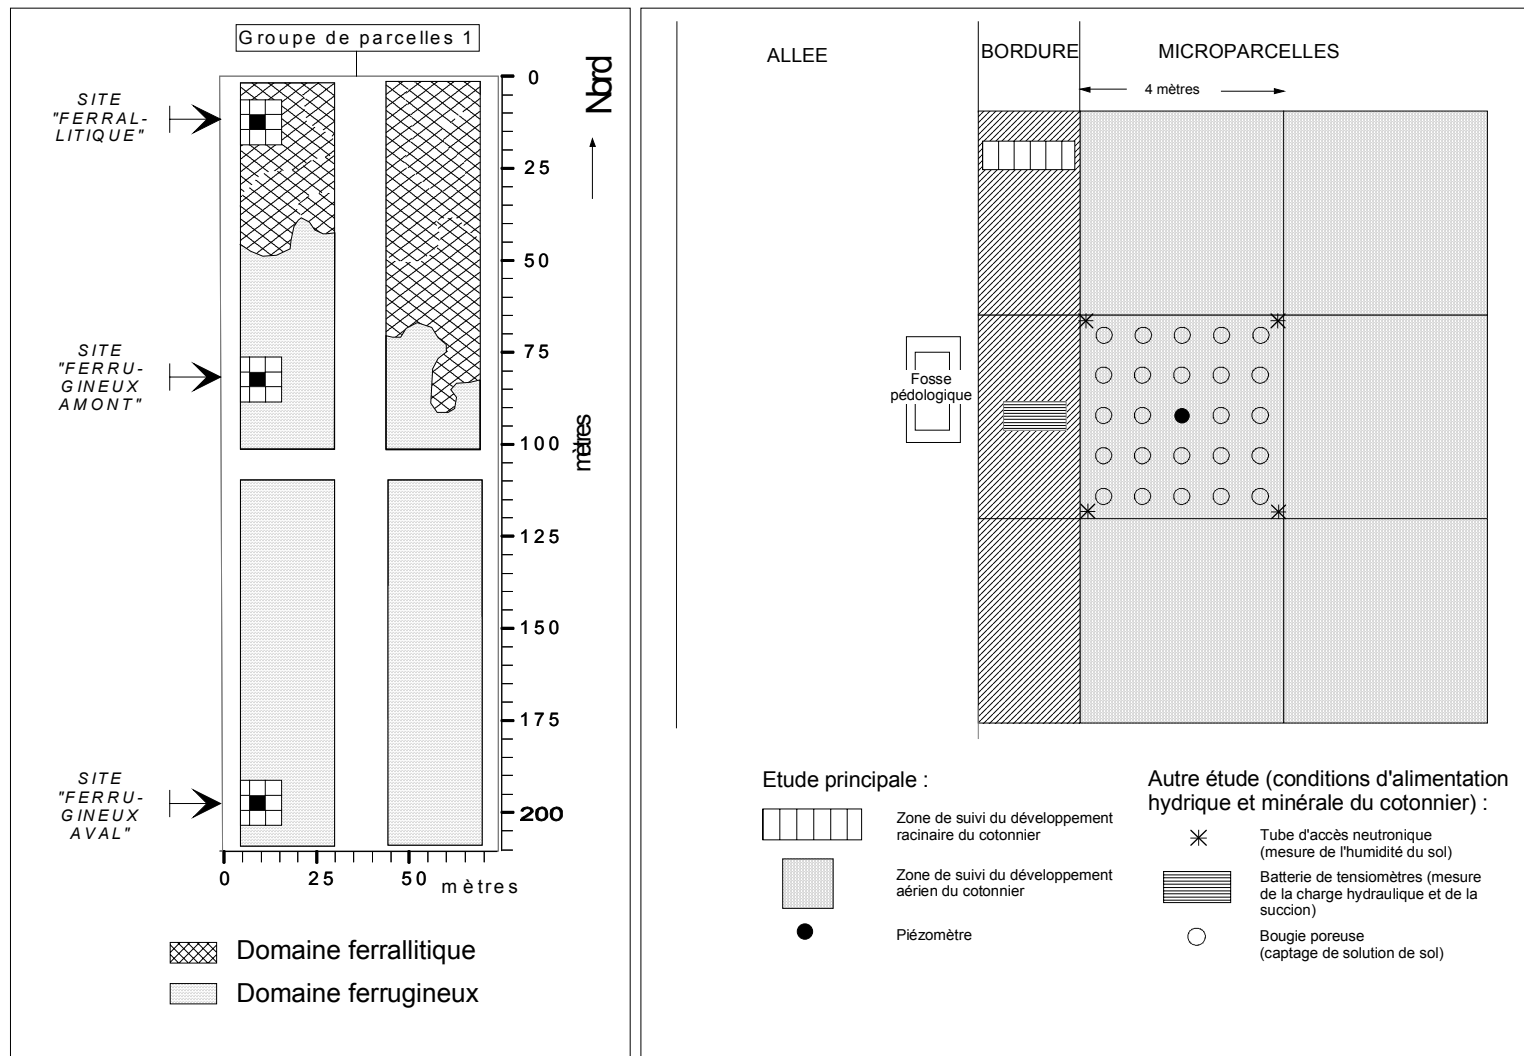 Groupe de parcelles 1
SITE
"FERRAL-
LITIQUE"
SITE
"FERRU-
GINEUX
AMONT"
SITE
"FERRU-
GINEUX
AVAL"
Nord
0
25
50
75
100
125
150
175
200
mètres
0
25
50
mètres
Domaine ferrallitique
Domaine ferrugineux
ALLEE
BORDURE
MICROPARCELLES
4 mètres
Fosse
pédologique
Etude principale :
Zone de suivi du développement
racinaire du cotonnier
Zone de suivi du développement
aérien du cotonnier
Piézomètre
Autre étude (conditions d'alimentation
hydrique et minérale du cotonnier) :
Tube d'accès neutronique
(mesure de l'humidité du sol)
Batterie de tensiomètres (mesure
de la charge hydraulique et de la
succion)
Bougie poreuse
(captage de solution de sol)